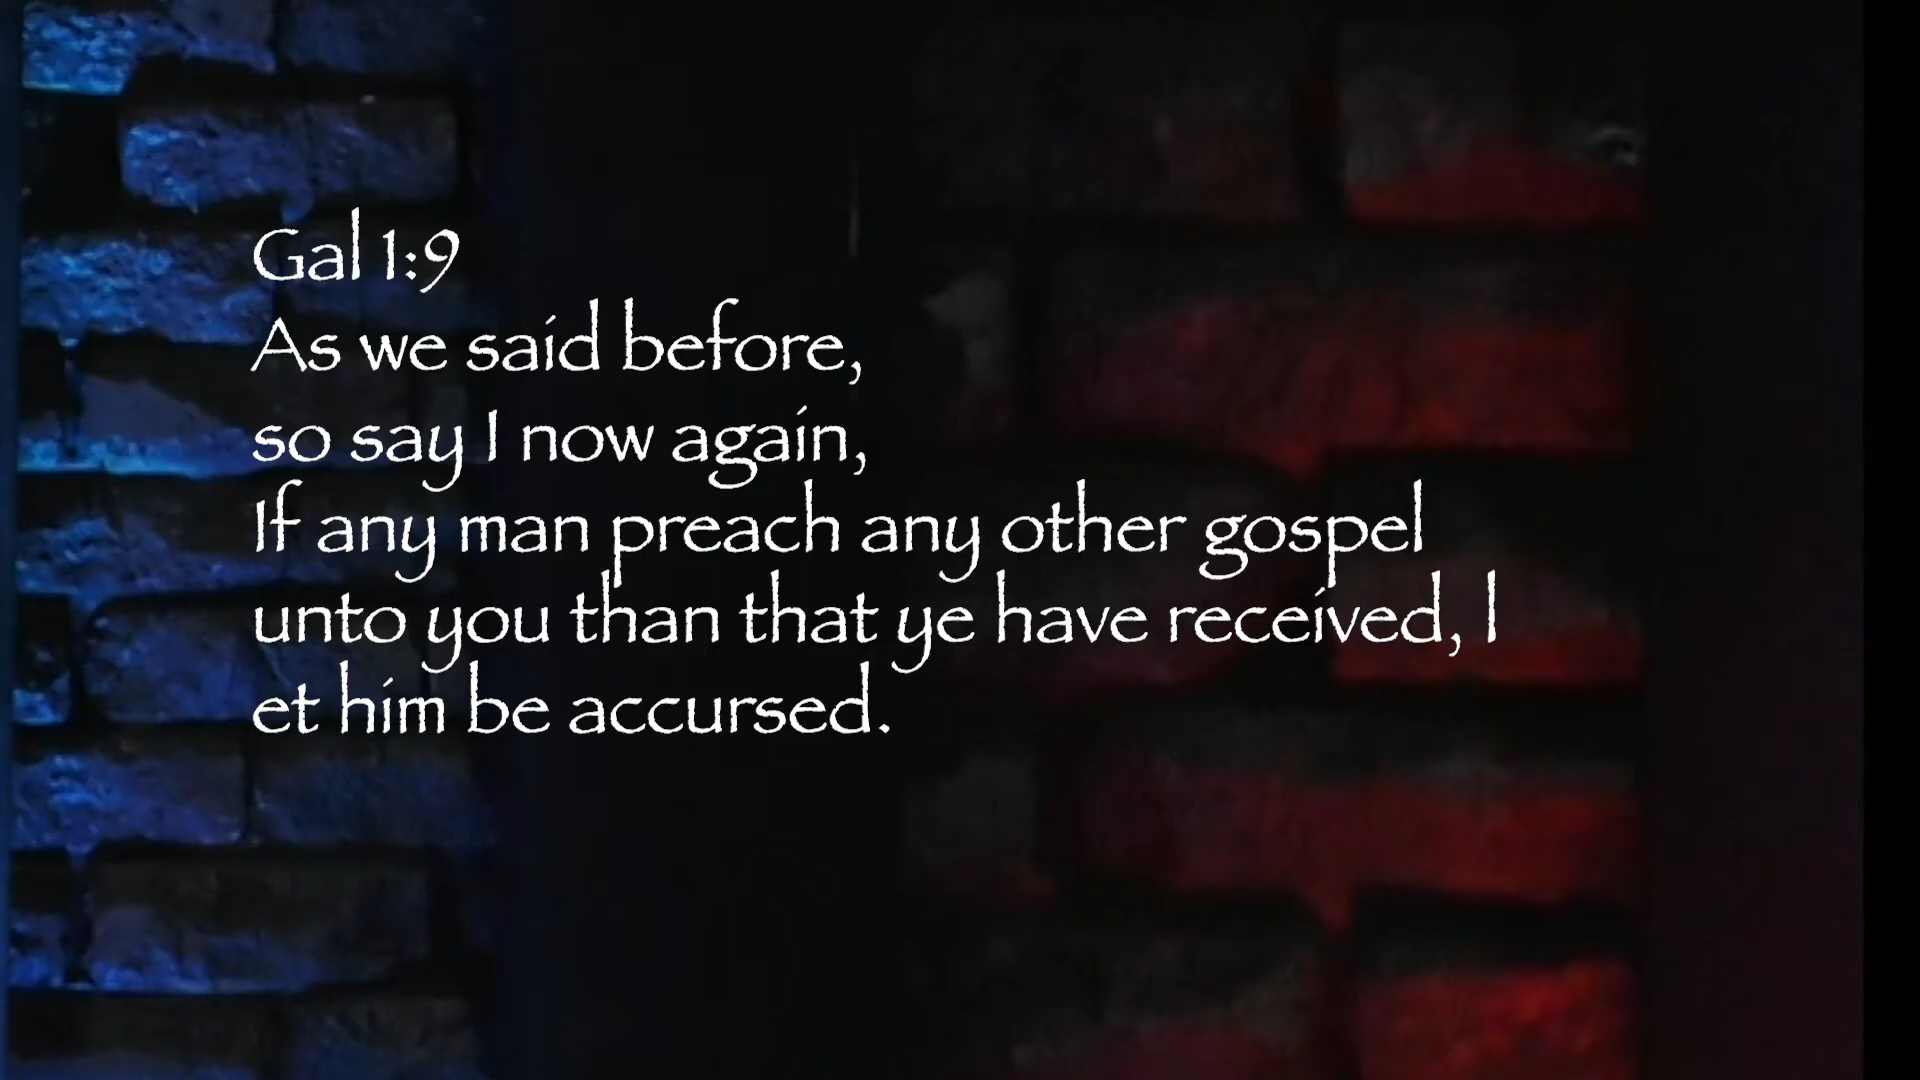 Gal 1:9
As we said before,
so say I now again,
If any man preach any other gospel
unto you than that ye have received, l
et him be accursed.